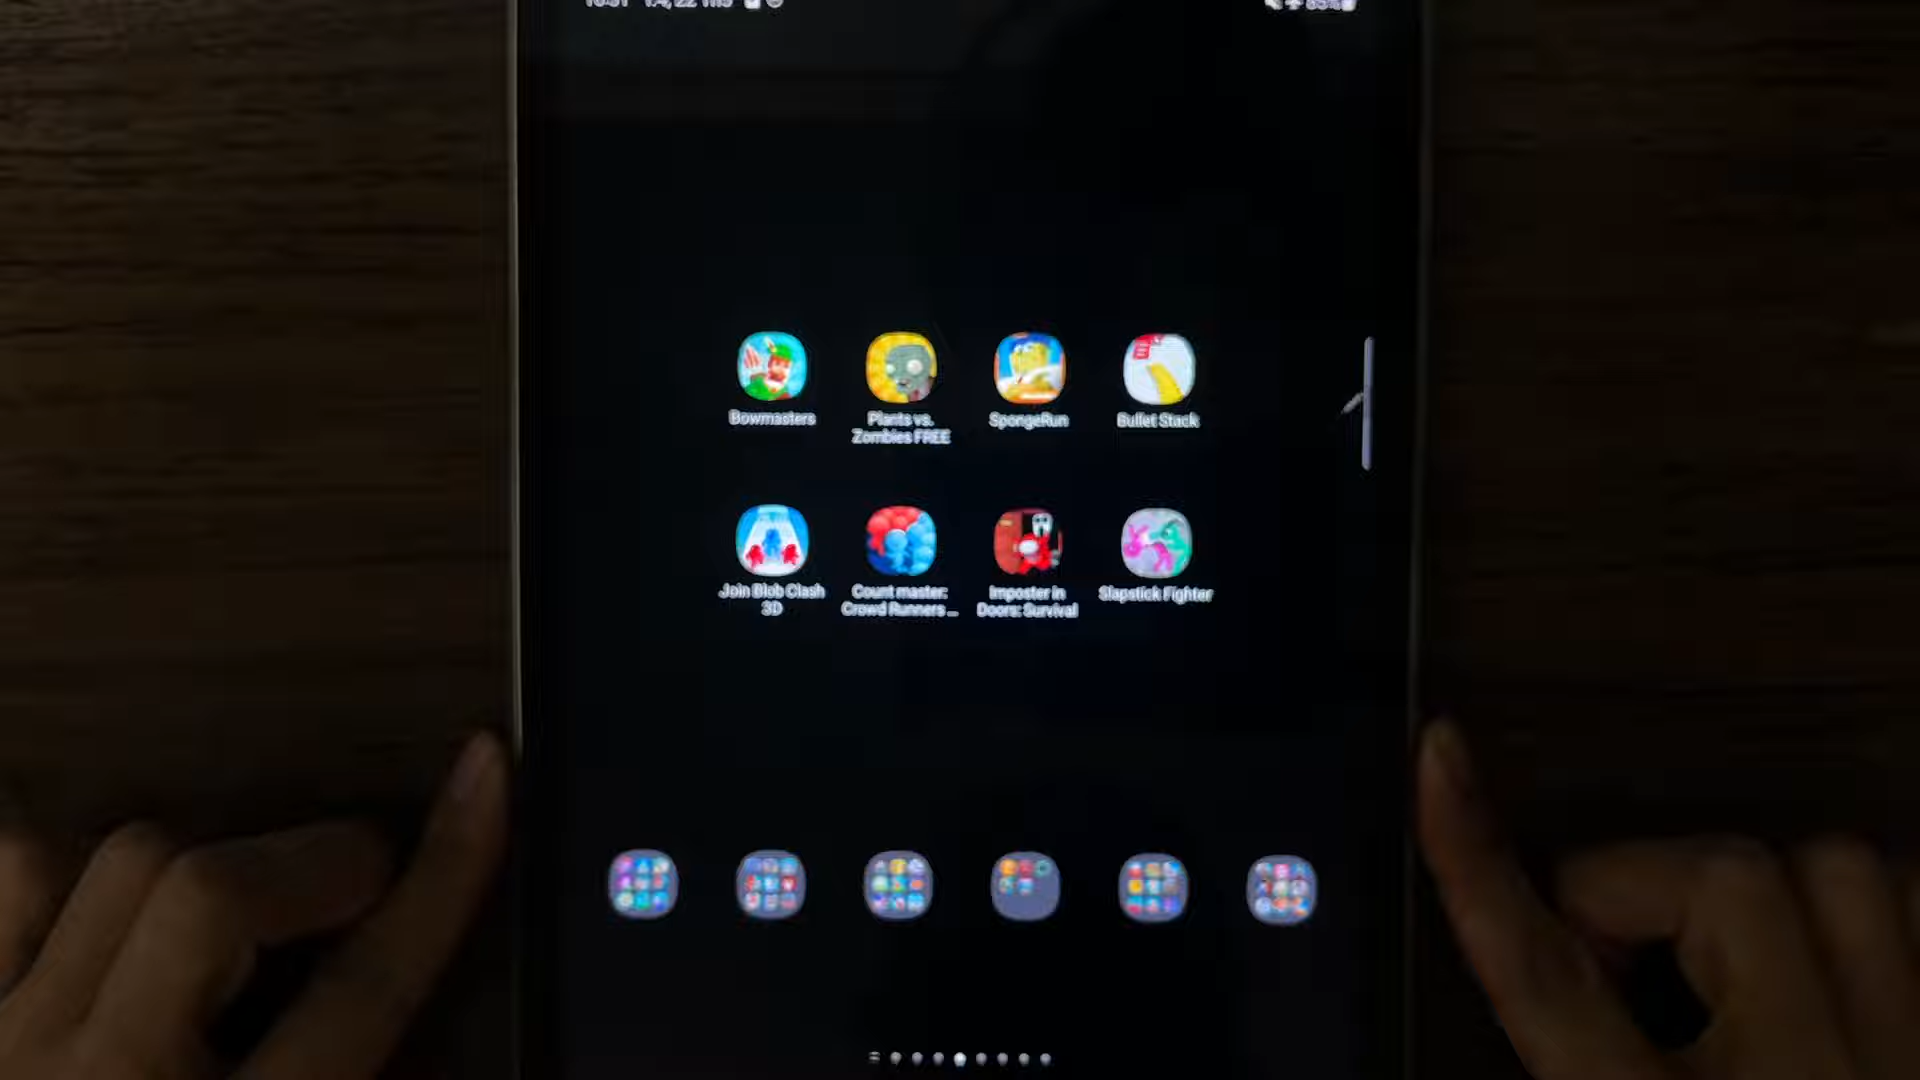 Bowmasters
Plants vs.
Zombies FREE
SpongeRun
Bullet Stack
Join Blob Clash
3D
Count master:
Crowd Runners ...
Imposter in
Doors: Survival
Slapstick Fighter